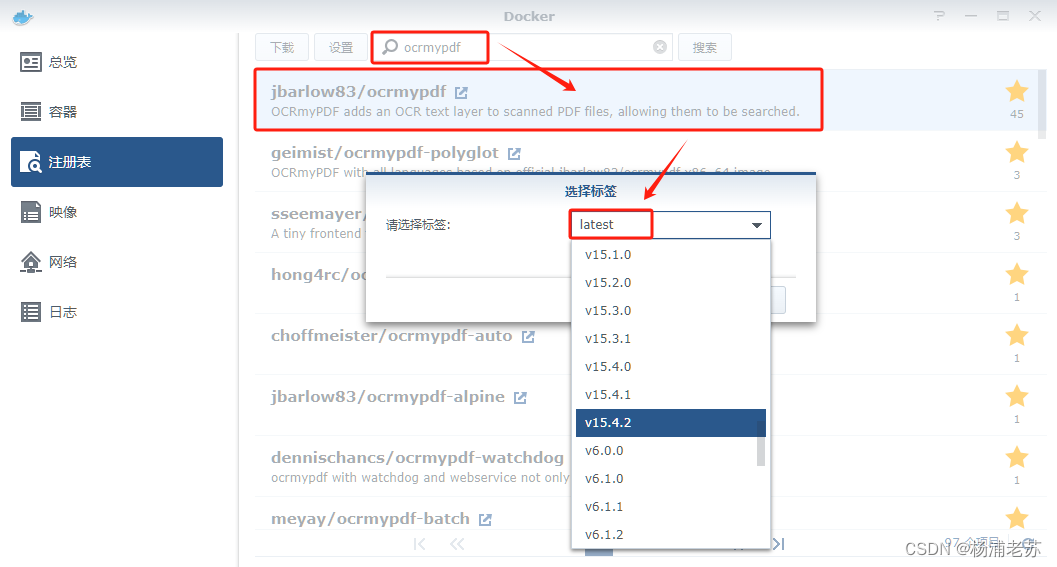 Docker
总览
容器
注册表
映像
网络
日志
下载
设置
ocrmypdf
搜索
jbarlow83/ocrmypdf
OCRmyPDF adds an OCR text layer to scanned PDF files, allowing them to be searched.
45
geimist/ocrmypdf-polyglot
OCRmyPDF with all languages based on official jbarlow83/ocrmypdf x86_64 image
3
sseemayer/
A tiny frontend
3
hong4rc/oc
1
choffmeister/ocrmypdf-auto
1
jbarlow83/ocrmypdf-alpine
1
dennischancs/ocrmypdf-watchdog
ocrmypdf with watchdog and webservice not only
1
meyay/ocrmypdf-batch
选择标签
请选择标签:
latest
v15.1.0
v15.2.0
v15.3.0
v15.3.1
v15.4.0
v15.4.1
v15.4.2
v6.0.0
v6.1.0
v6.1.1
v6.1.2
97 个项目
CSDN @杨浦老苏